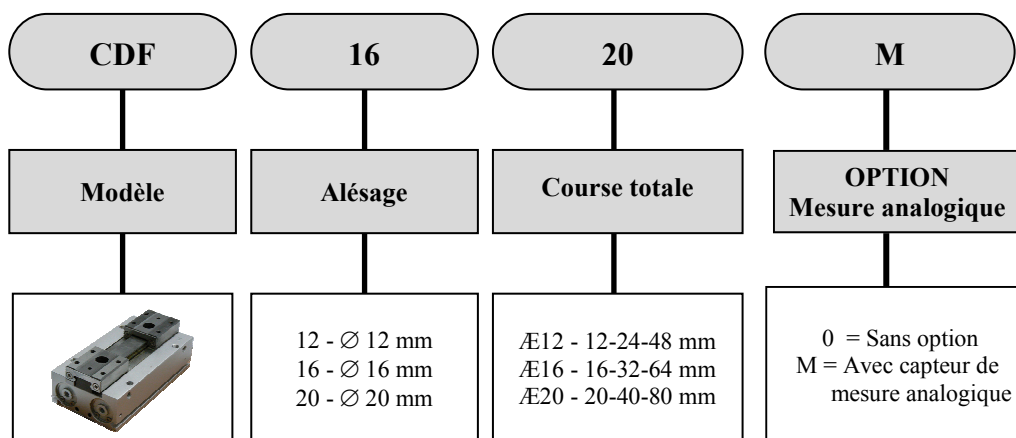 CDF
16
20
M
Modèle
Alésage
Course totale
OPTION
Mesure analogique
12 - ∅ 12 mm
16 - ∅ 16 mm
20 - ∅ 20 mm
Æ12 - 12-24-48 mm
Æ16 - 16-32-64 mm
Æ20 - 20-40-80 mm
0 = Sans option
M = Avec capteur de
mesure analogique